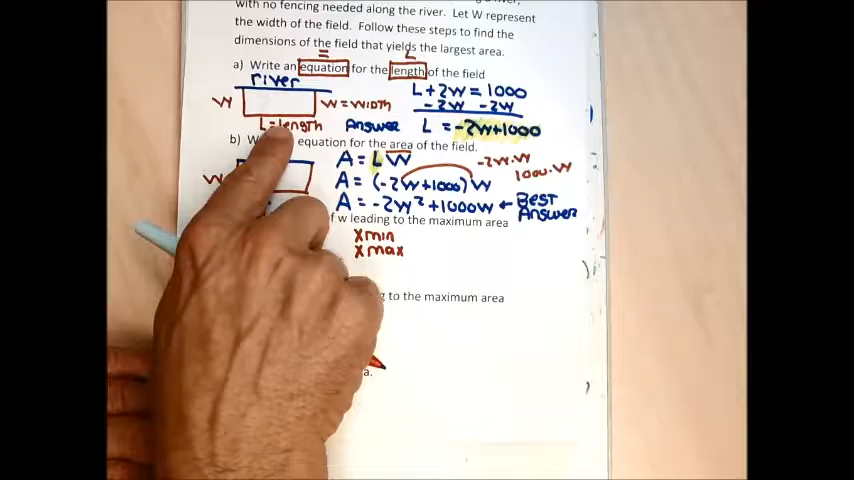 with no fencing needed along the river. Let W represent
the width of the field. Follow these steps to find the
dimensions of the field that yields the largest area.
= L
a) Write an equation for the length of the field
river
L + 2W = 1000
W W = WIDTH -2W -2W
L = length Answer L = -2W+1000
b) equation for the area of the field.
A = L W -2W·W
W A = (-2W+1000)W 1000·W
A = -2W² + 1000W ← BEST
Answer
of w leading to the maximum area
Xmin
Xmax
to the maximum area
a.